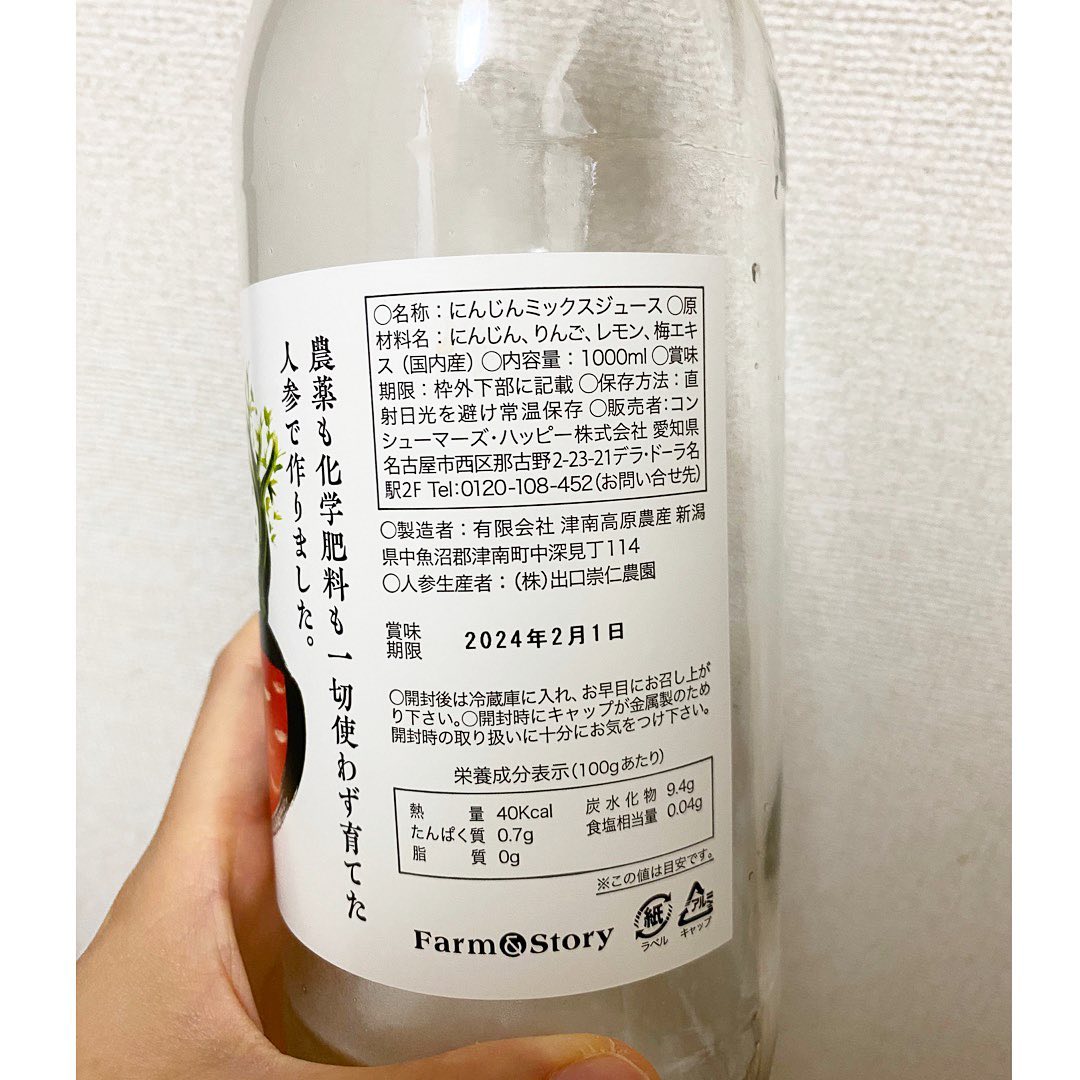 農薬も化学肥料も一切使わず育てた
人参で作りました。
○名称：にんじんミックスジュース ○原
材料名：にんじん、りんご、レモン、梅エキ
ス（国内産）○内容量：1000ml ○賞味
期限：枠外下部に記載 ○保存方法：直
射日光を避け常温保存 ○販売者：コン
シューマーズ・ハッピー株式会社 愛知県
名古屋市西区那古野2-23-21デラ・ドーラ名
駅2F Tel：0120-108-452（お問い合せ先）
○製造者：有限会社 津南高原農産 新潟
県中魚沼郡津南町中深見丁114
○人参生産者：（株）出口崇仁農園
賞味
期限
2024年2月1日
○開封後は冷蔵庫に入れ、お早目にお召し上が
り下さい。○開封時にキャップが金属製のため
開封時の取り扱いに十分にお気をつけ下さい。
栄養成分表示（100gあたり）
熱量 40Kcal 炭水化物 9.4g
たんぱく質 0.7g 食塩相当量 0.04g
脂質 0g
※この値は目安です。
Farm&Story
紙
ラベル
アルミ
キャップ